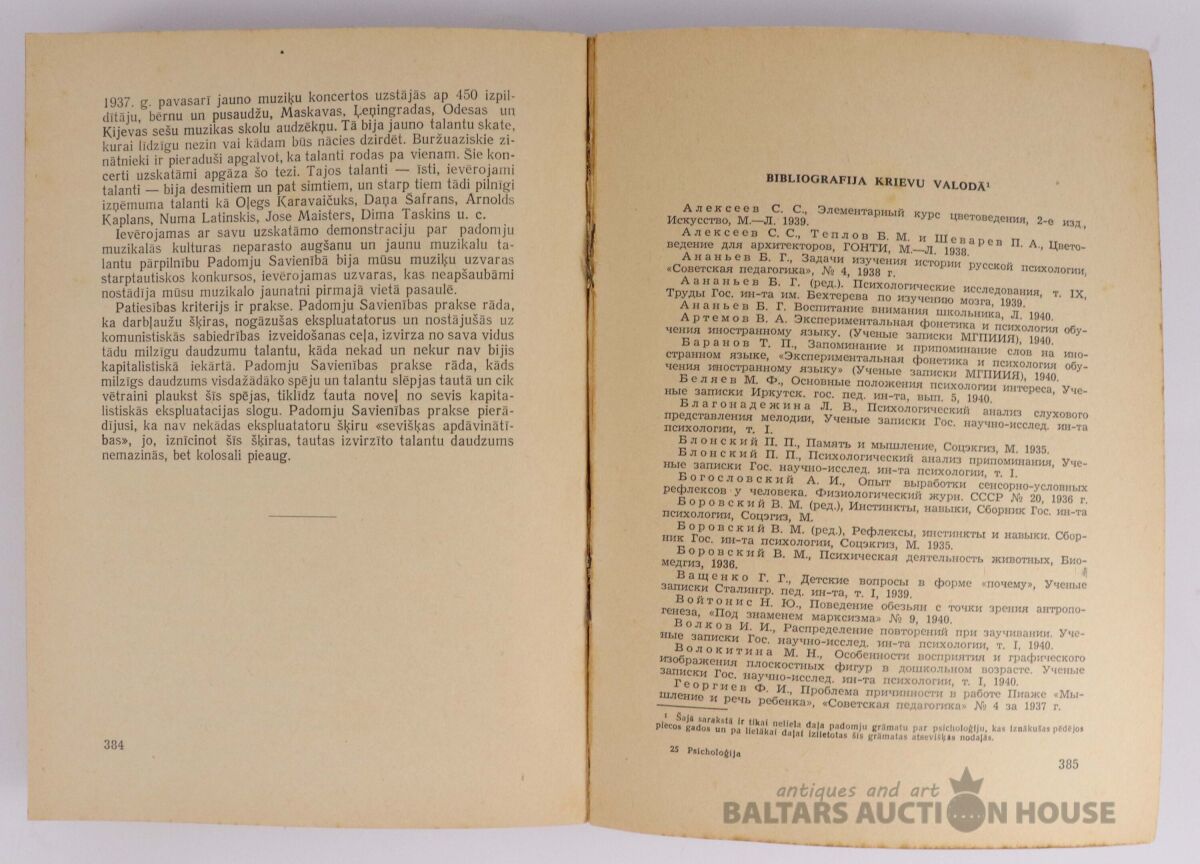 1937. g. pavasarī jauno muziķu koncertos uzstājās ap 450 izpil-
dītāju, bērnu un pusaudžu, Maskavas, Ļeņingradas, Odesas un
Kijevas sešu muzikas skolu audzēkņu. Tā bija jauno talantu skate,
kurai līdzīgu nezin vai kādam būs nācies dzirdēt. Buržuaziskie zi-
nātnieki ir pieraduši apgalvot, ka talanti rodas pa vienam. Šie kon-
certi uzskatāmi apgāza šo tezi. Tajos talanti — īsti, ievērojami
talanti — bija desmitiem un pat simtiem, un starp tiem tādi pilnīgi
izņēmuma talanti kā Oļegs Karavaičuks, Daņa Šafrans, Arnolds
Kaplans, Numa Latinskis, Jose Maisters, Dima Taskins u. c.
Ievērojamas ar savu uzskatāmo demonstraciju par padomju
muzikalās kulturas neparasto augšanu un jaunu muzikalu ta-
lantu pārpilnību Padomju Savienībā bija mūsu muziķu uzvaras
starptautiskos konkursos, ievērojamas uzvaras, kas neapšaubāmi
nostādīja mūsu muzikalo jaunatni pirmajā vietā pasaulē.
Patiesības kriterijs ir prakse. Padomju Savienības prakse rāda,
ka darbļaužu šķiras, nogāzušas ekspluatatorus un nostājušās uz
komunistiskās sabiedrības izveidošanas ceļa, izvirza no sava vidus
tādu milzīgu daudzumu talantu, kāda nekad un nekur nav bijis
kapitalistiskā iekārtā. Padomju Savienības prakse rāda, kāds
milzīgs daudzums visdažādāko spēju un talantu slēpjas tautā un cik
vētraini plaukst šīs spējas, tiklīdz tauta noveļ no sevis kapita-
listiskās ekspluatacijas slogu. Padomju Savienības prakse pierā-
dījusi, ka nav nekādas ekspluatatoru šķiru «sevišķas apdāvinātī-
bas», jo, iznīcinot šīs šķiras, tautas izvirzīto talantu daudzums
nemazinās, bet kolosali pieaug.
384
BIBLIOGRAFIJA KRIEVU VALODĀ¹
Алексеев С. С., Элементарный курс цветоведения, 2-е изд,
Искусство, М.—Л. 1939.
Алексеев С. С., Теплов Б. М. и Шеварев П. А., Цвето-
ведение для архитекторов, ГОНТИ, М.—Л. 1938.
Ананьев Б. Г., Задачи изучения истории русской психологии,
«Советская педагогика», № 4, 1938 г.
Аананьев Б. Г. (ред.). Психологические исследования, т. IX,
Труды Гос. ин-та им. Бехтерева по изучению мозга, 1939.
Ананьев Б. Г. Воспитание внимания школьника, Л. 1940.
Артемов В. А. Экспериментальная фонетика и психология обу-
чения иностранному языку. (Ученые записки МГПИИЯ), 1940.
Баранов Т. П., Запоминание и припоминание слов на ино-
странном языке, «Экспериментальная фонетика и психология обу-
чения иностранному языку» (Ученые записки МГПИИЯ), 1940.
Беляев М. Ф., Основные положения психологии интереса, Уче-
ные записки Иркутск. гос. пед. ин-та, вып. 5, 1940.
Благонадежина Л. В., Психологический анализ слухового
представления мелодии, Ученые записки Гос. научно-исслед. ин-та
психологии, т. I.
Блонский П. П., Память и мышление, Соцэкгиз, М. 1935.
Блонский П. П., Психологический анализ припоминания, Уче-
ные записки Гос. научно-исслед. ин-та психологии, т. I.
Богословский А. И., Опыт выработки сенсорно-условных
рефлексов у человека. Физиологический журн. СССР № 20, 1936 г.
Боровский В. М. (ред.), Инстинкты, навыки, Сборник Гос. ин-та
психологии, Соцэгиз, М.
Боровский В. М. (ред.), Рефлексы, инстинкты и навыки. Сбор-
ник Гос. ин-та психологии, Соцэкгиз, М. 1935.
Боровский В. М., Психическая деятельность животных, Био-
медгиз, 1936.
Ващенко Г. Г., Детские вопросы в форме «почему», Ученые
записки Сталингр. пед. ин-та, т. I, 1939.
Войтонис Н. Ю., Поведение обезьян с точки зрения антропо-
генеза, «Под знаменем марксизма» № 9, 1940.
Волков И. И., Распределение повторений при заучивании. Уче-
ные записки Гос. научно-исслед. ин-та психологии, т. I, 1940.
Волокитина М. Н., Особенности восприятия и графического
изображения плоскостных фигур в дошкольном возрасте. Ученые
записки Гос. научно-исслед. ин-та психологии, т. I, 1940.
Георгиев Ф. И., Проблема причинности в работе Пиаже «Мы-
шление и речь ребенка», «Советская педагогика» № 4 за 1937 г.
¹ Šajā sarakstā ir tikai neliela daļa padomju grāmatu par psicholoģiju, kas iznākušas pēdējos
piecos gados un pa lielākai daļai izlietotas šīs grāmatas atsevišķās nodaļās.
25 Psicholoģija
385
antiques and art
BALTARS AUCTION HOUSE